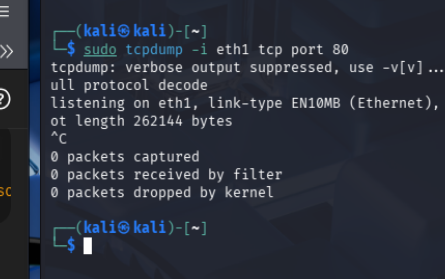 ┌──(kali㉿kali)-[~]
└─$ sudo tcpdump -i eth1 tcp port 80
tcpdump: verbose output suppressed, use -v[v]...
ull protocol decode
listening on eth1, link-type EN10MB (Ethernet),
ot length 262144 bytes
^C
0 packets captured
0 packets received by filter
0 packets dropped by kernel
┌──(kali㉿kali)-[~]
└─$
sc